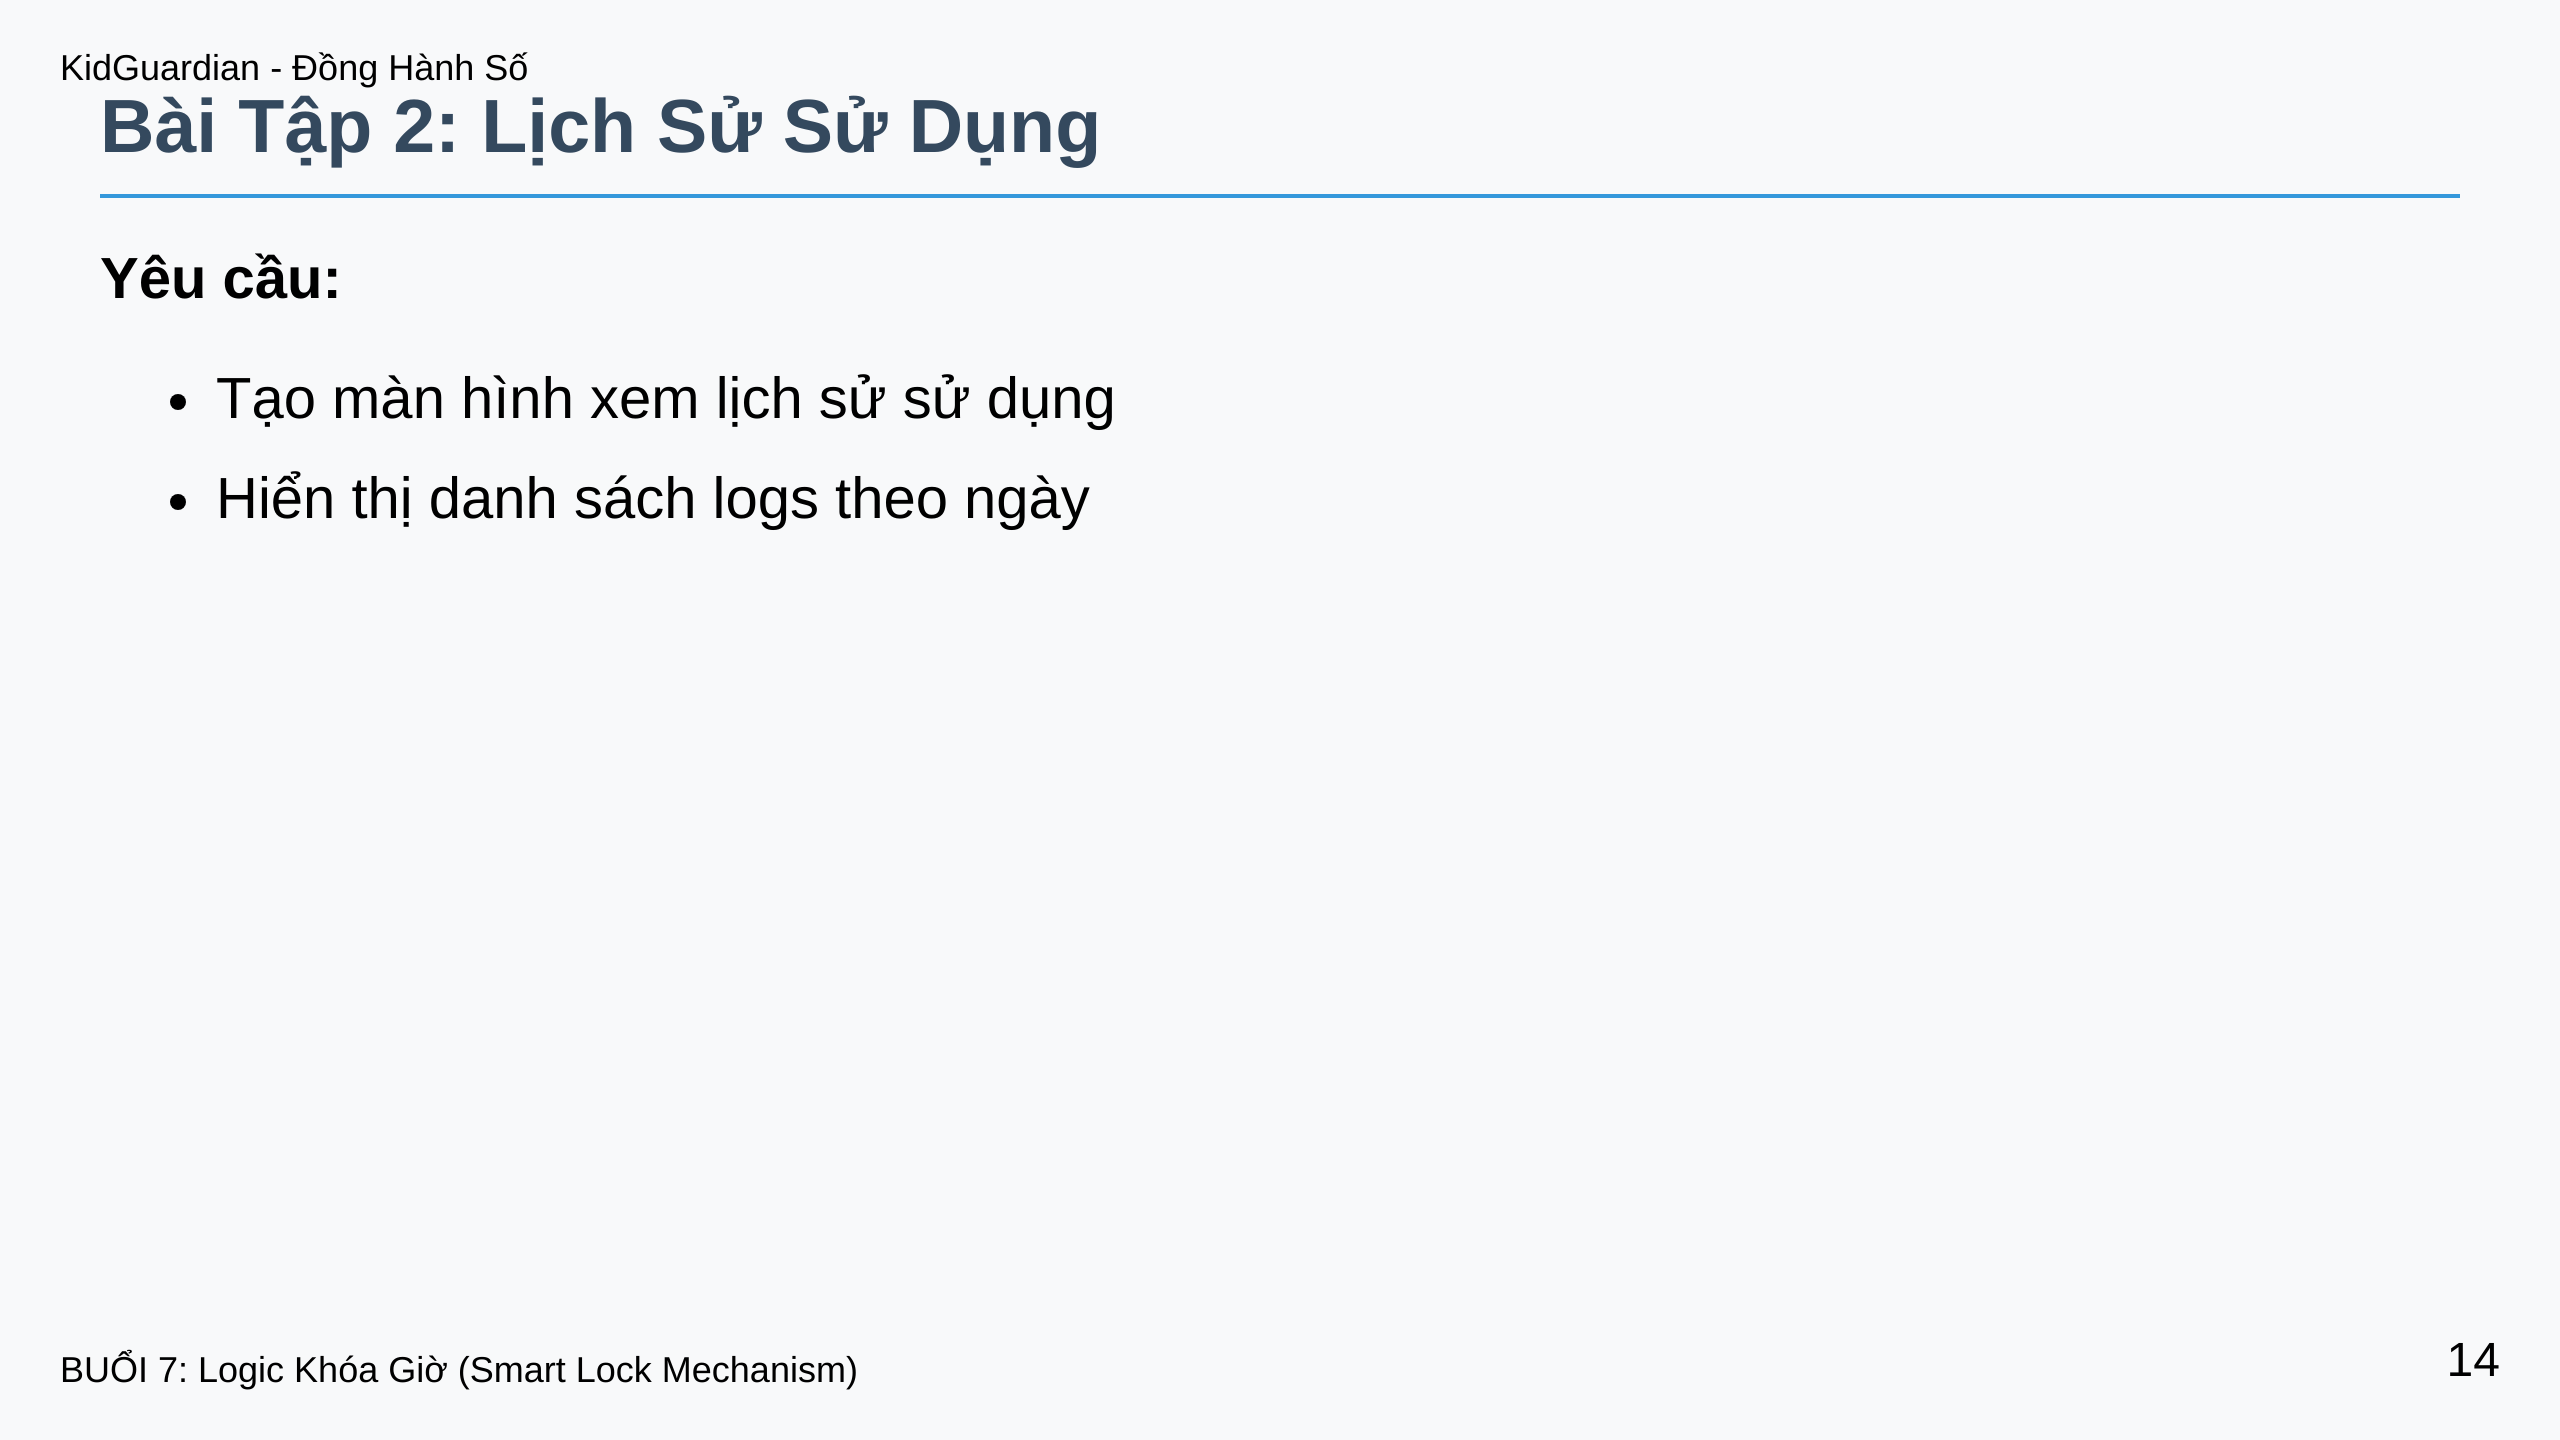 KidGuardian - Đồng Hành Số
Bài Tập 2: Lịch Sử Sử Dụng
Yêu cầu:
• Tạo màn hình xem lịch sử sử dụng
• Hiển thị danh sách logs theo ngày
BUỔI 7: Logic Khóa Giờ (Smart Lock Mechanism)
14